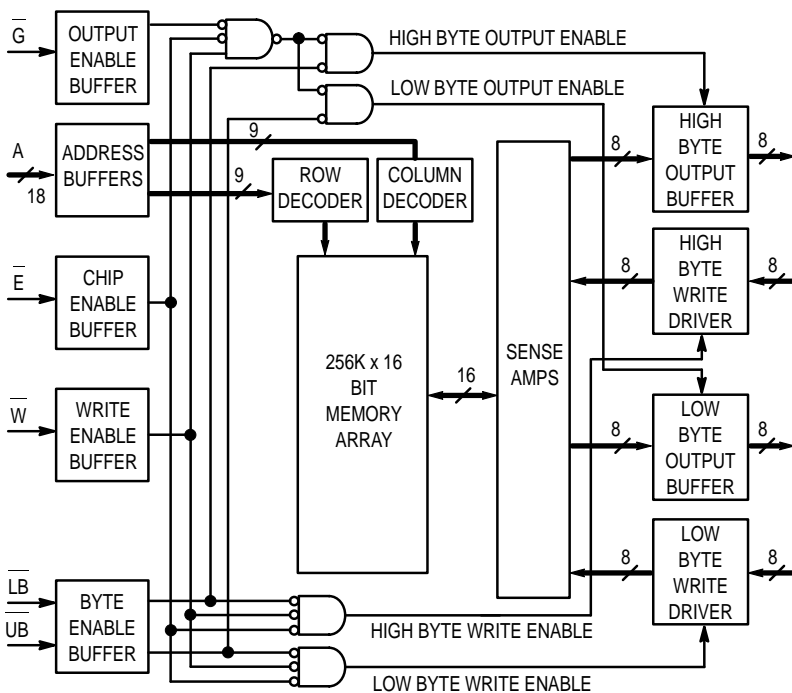 G
OUTPUT
ENABLE
BUFFER
HIGH BYTE OUTPUT ENABLE
LOW BYTE OUTPUT ENABLE
A
18
ADDRESS
BUFFERS
9
9
ROW
DECODER
COLUMN
DECODER
8
HIGH
BYTE
OUTPUT
BUFFER
8
E
CHIP
ENABLE
BUFFER
8
HIGH
BYTE
WRITE
DRIVER
8
256K x 16
BIT
MEMORY
ARRAY
16
SENSE
AMPS
W
WRITE
ENABLE
BUFFER
8
LOW
BYTE
OUTPUT
BUFFER
8
8
LOW
BYTE
WRITE
DRIVER
8
LB
UB
BYTE
ENABLE
BUFFER
HIGH BYTE WRITE ENABLE
LOW BYTE WRITE ENABLE